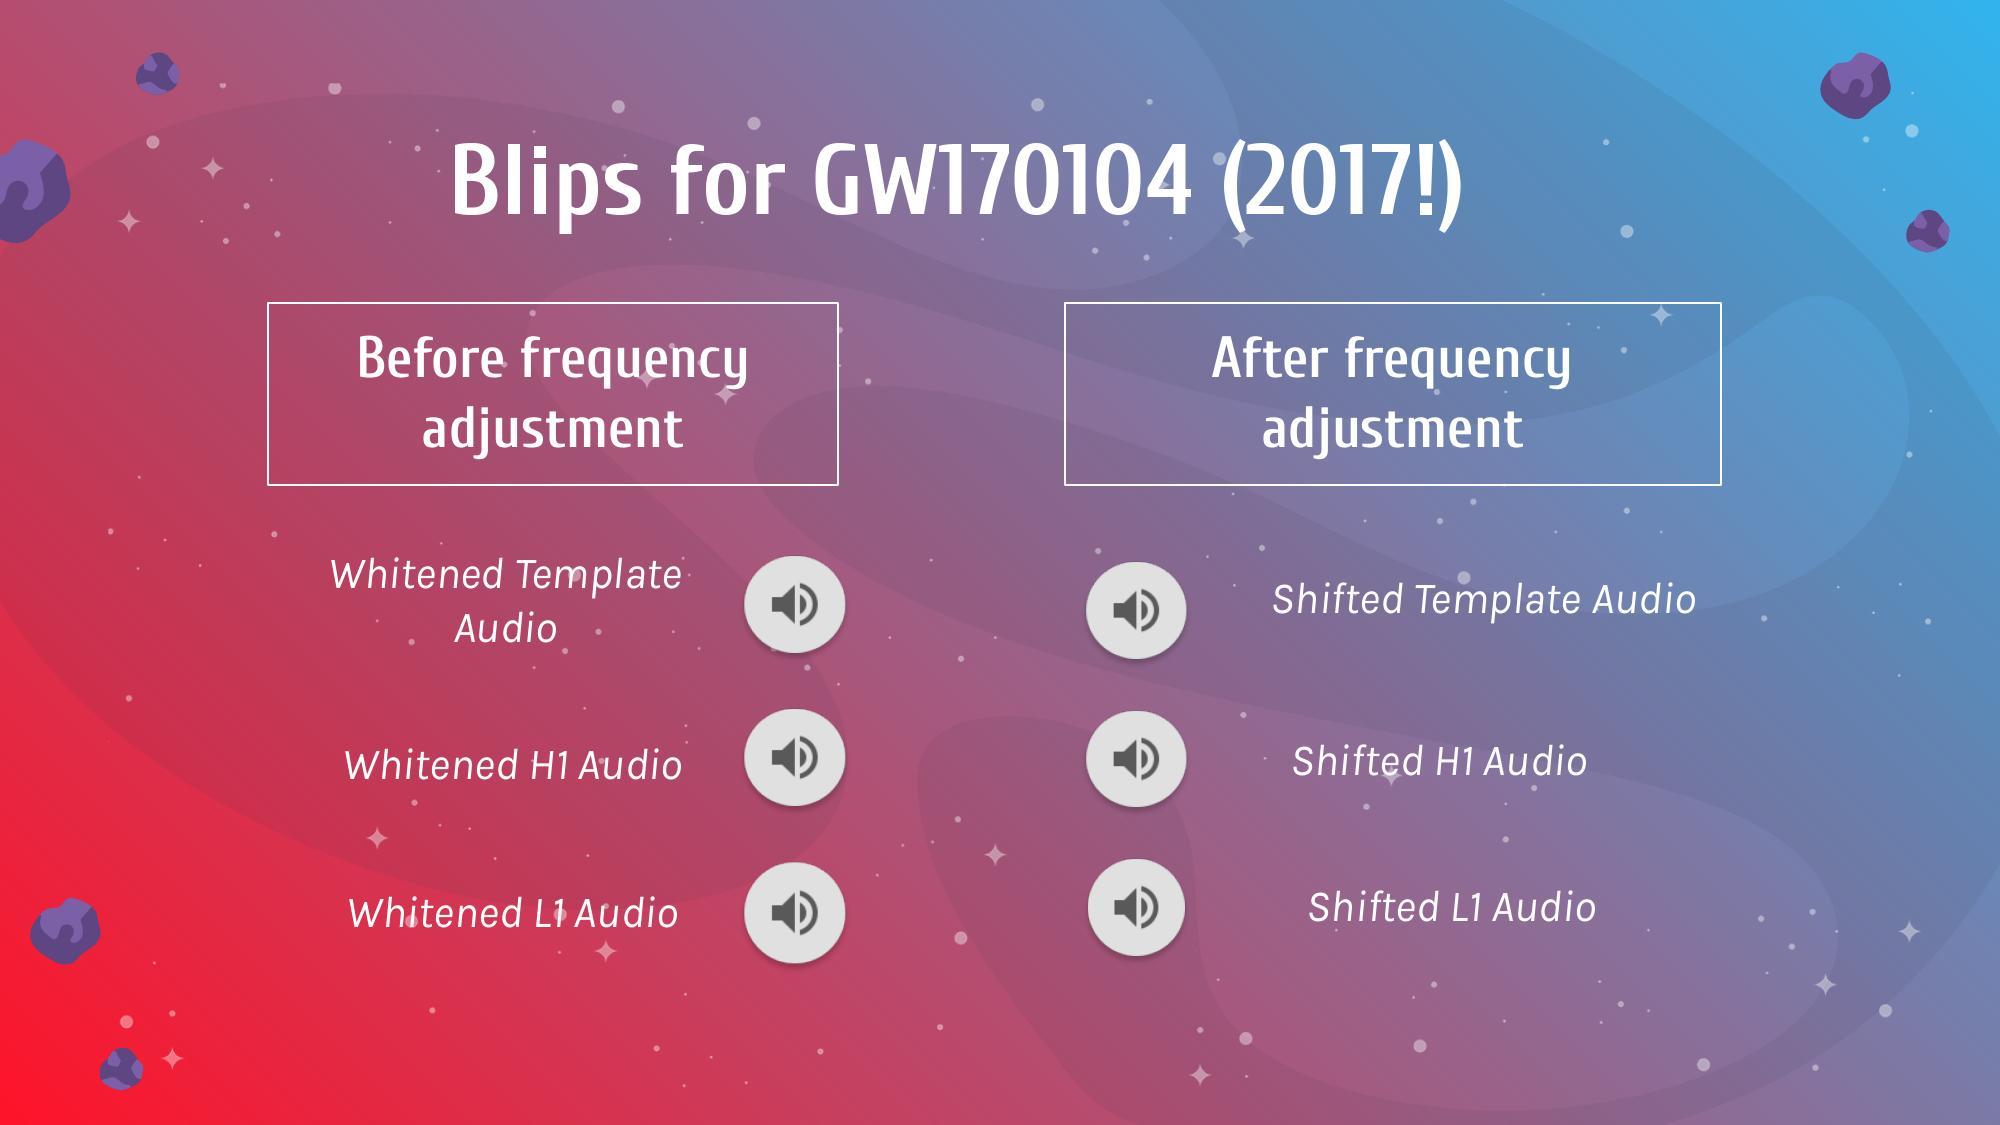 Blips for GW170104 (2017!)
Before frequency
adjustment
Whitened Template
Audio
Whitened H1 Audio
Whitened L1 Audio
After frequency
adjustment
Shifted Template Audio
Shifted H1 Audio
Shifted L1 Audio